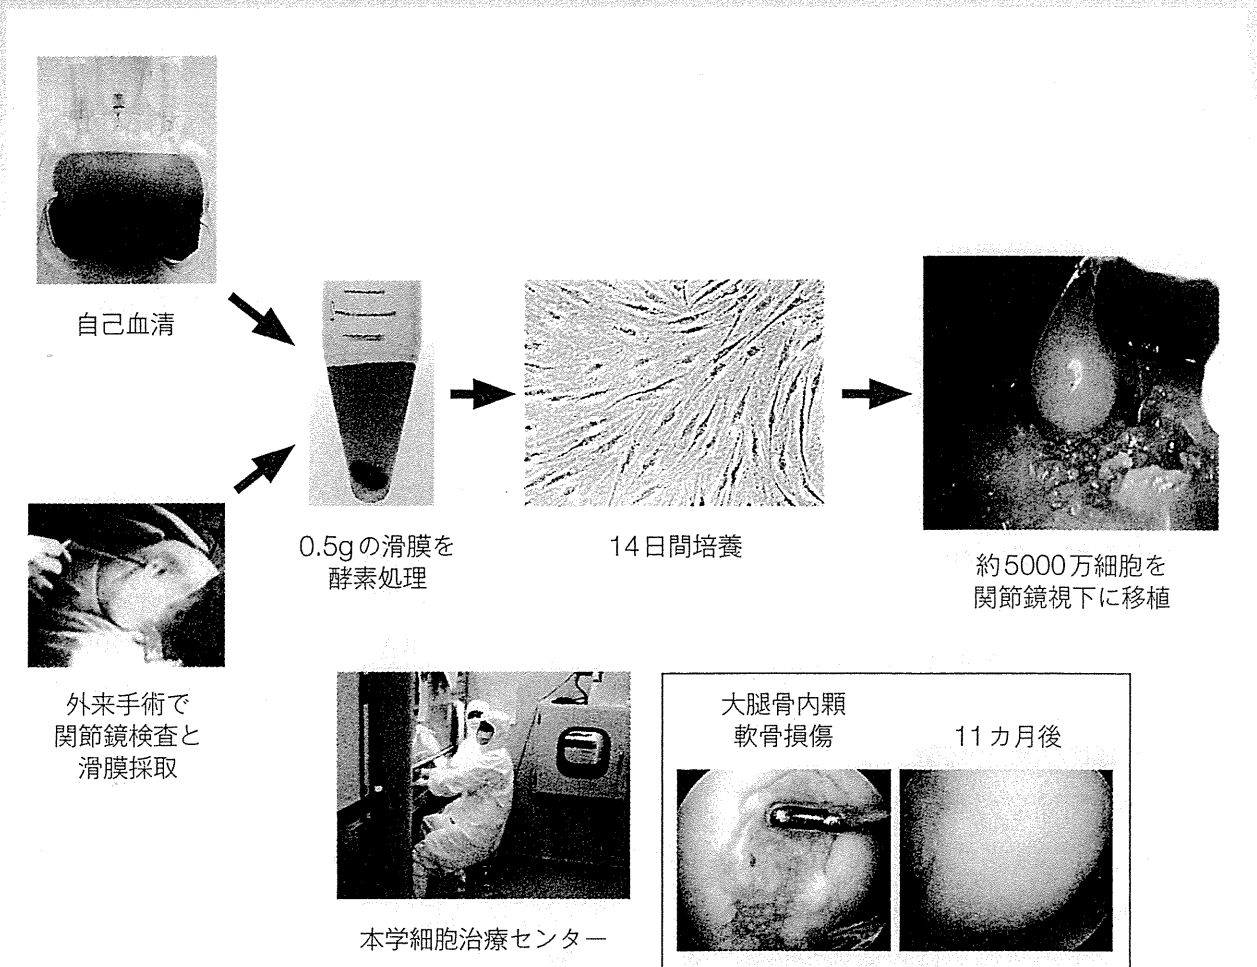 自己血清
外来手術で
関節鏡検査と
滑膜採取
0.5gの滑膜を
酵素処理
14日間培養
約5000万細胞を
関節鏡視下に移植
本学細胞治療センター
大腿骨内顆
軟骨損傷
11カ月後